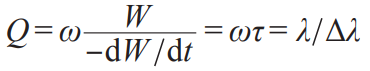 Q = ω W / (−dW/dt) = ωτ = λ/Δλ